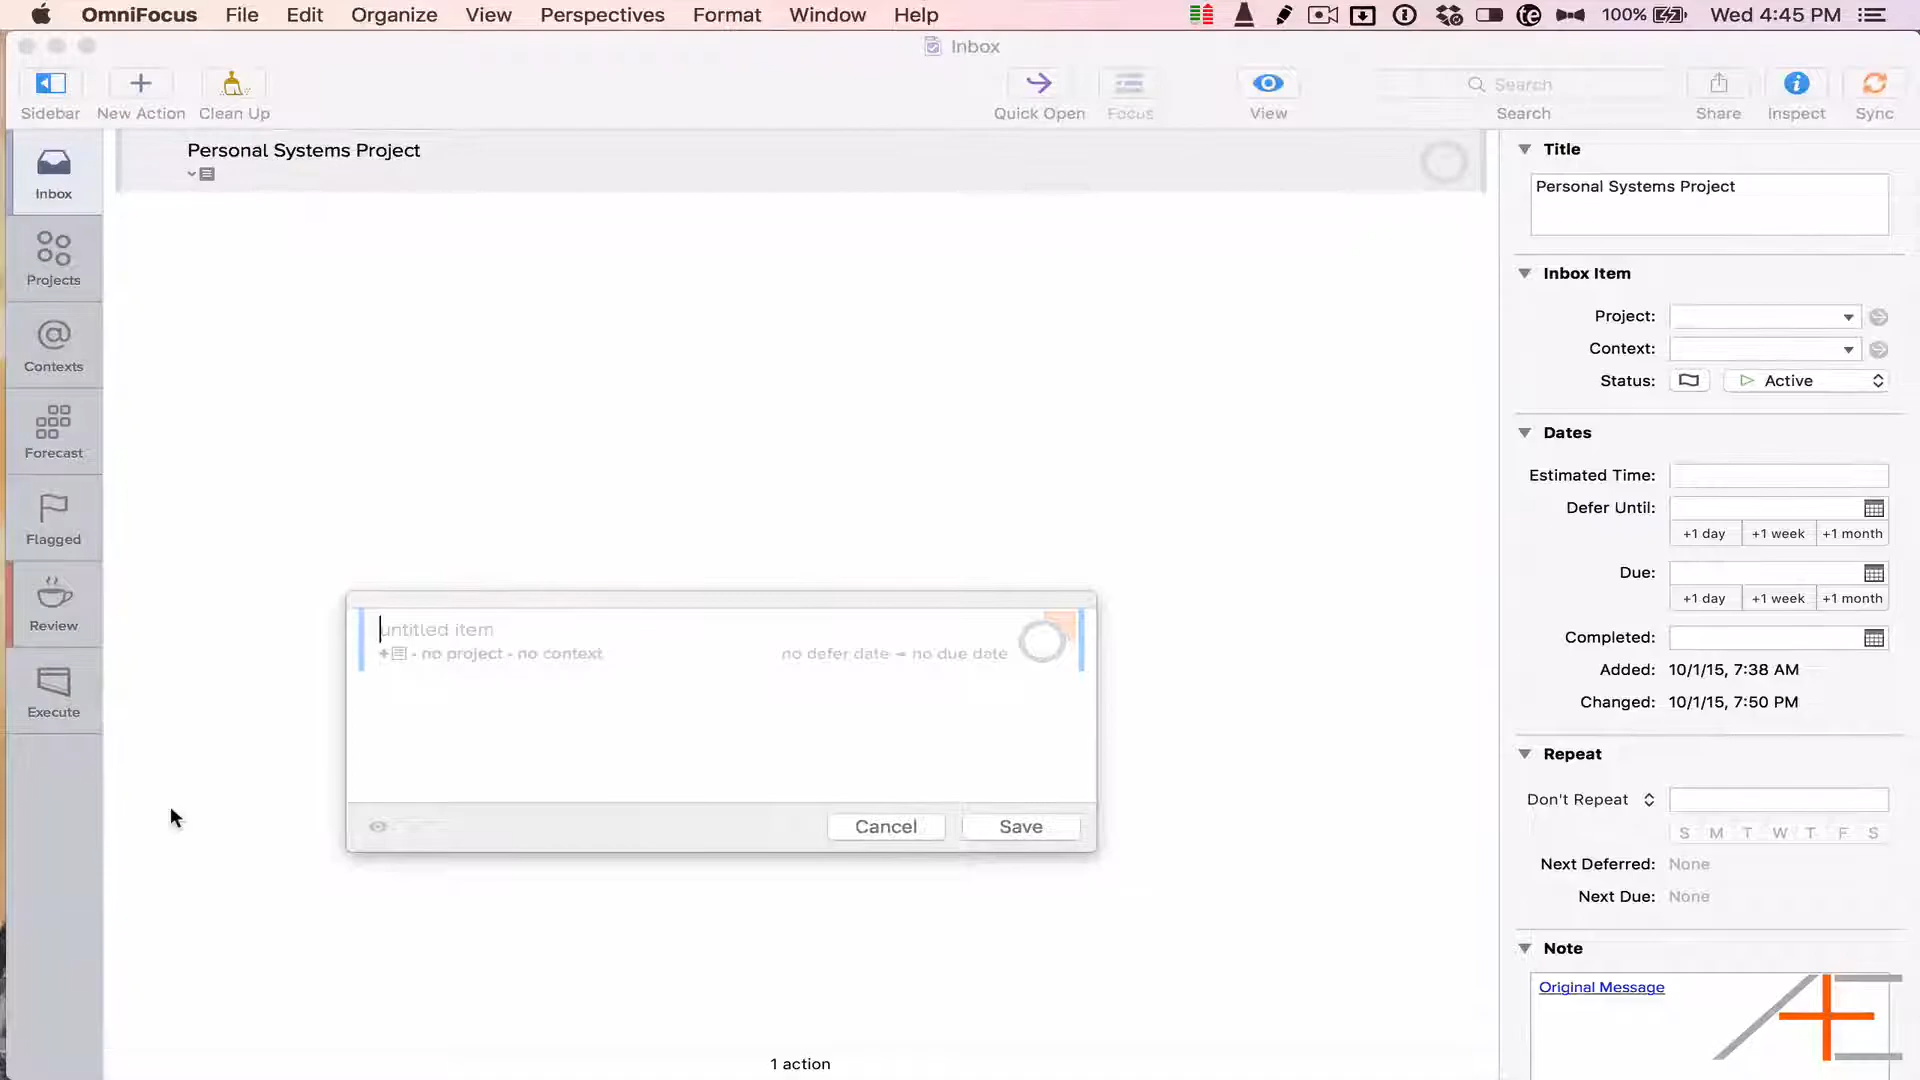 OmniFocus File Edit Organize View Perspectives Format Window Help 100% Wed 4:45 PM
Inbox
Sidebar New Action Clean Up Quick Open Focus View Search Search Share Inspect Sync
Inbox
Projects
Contexts
Forecast
Flagged
Review
Execute
Personal Systems Project
untitled item
- no project - no context no defer date - no due date
Cancel Save
1 action
Title
Personal Systems Project
Inbox Item
Project:
Context:
Status: Active
Dates
Estimated Time:
Defer Until:
+1 day +1 week +1 month
Due:
+1 day +1 week +1 month
Completed:
Added: 10/1/15, 7:38 AM
Changed: 10/1/15, 7:50 PM
Repeat
Don't Repeat
S M T W T F S
Next Deferred: None
Next Due: None
Note
Original Message